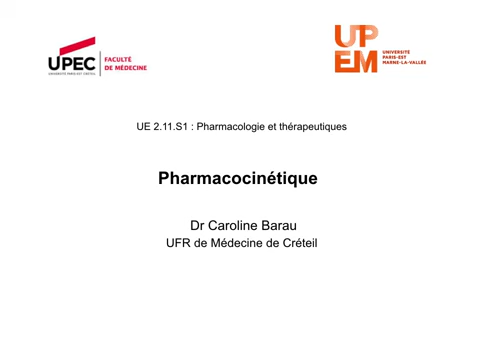 UPEC
FACULTÉ
DE MÉDECINE
UNIVERSITÉ PARIS-EST CRÉTEIL
UP
EM
UNIVERSITÉ
PARIS-EST
MARNE-LA-VALLÉE
UE 2.11.S1 : Pharmacologie et thérapeutiques
Pharmacocinétique
Dr Caroline Barau
UFR de Médecine de Créteil